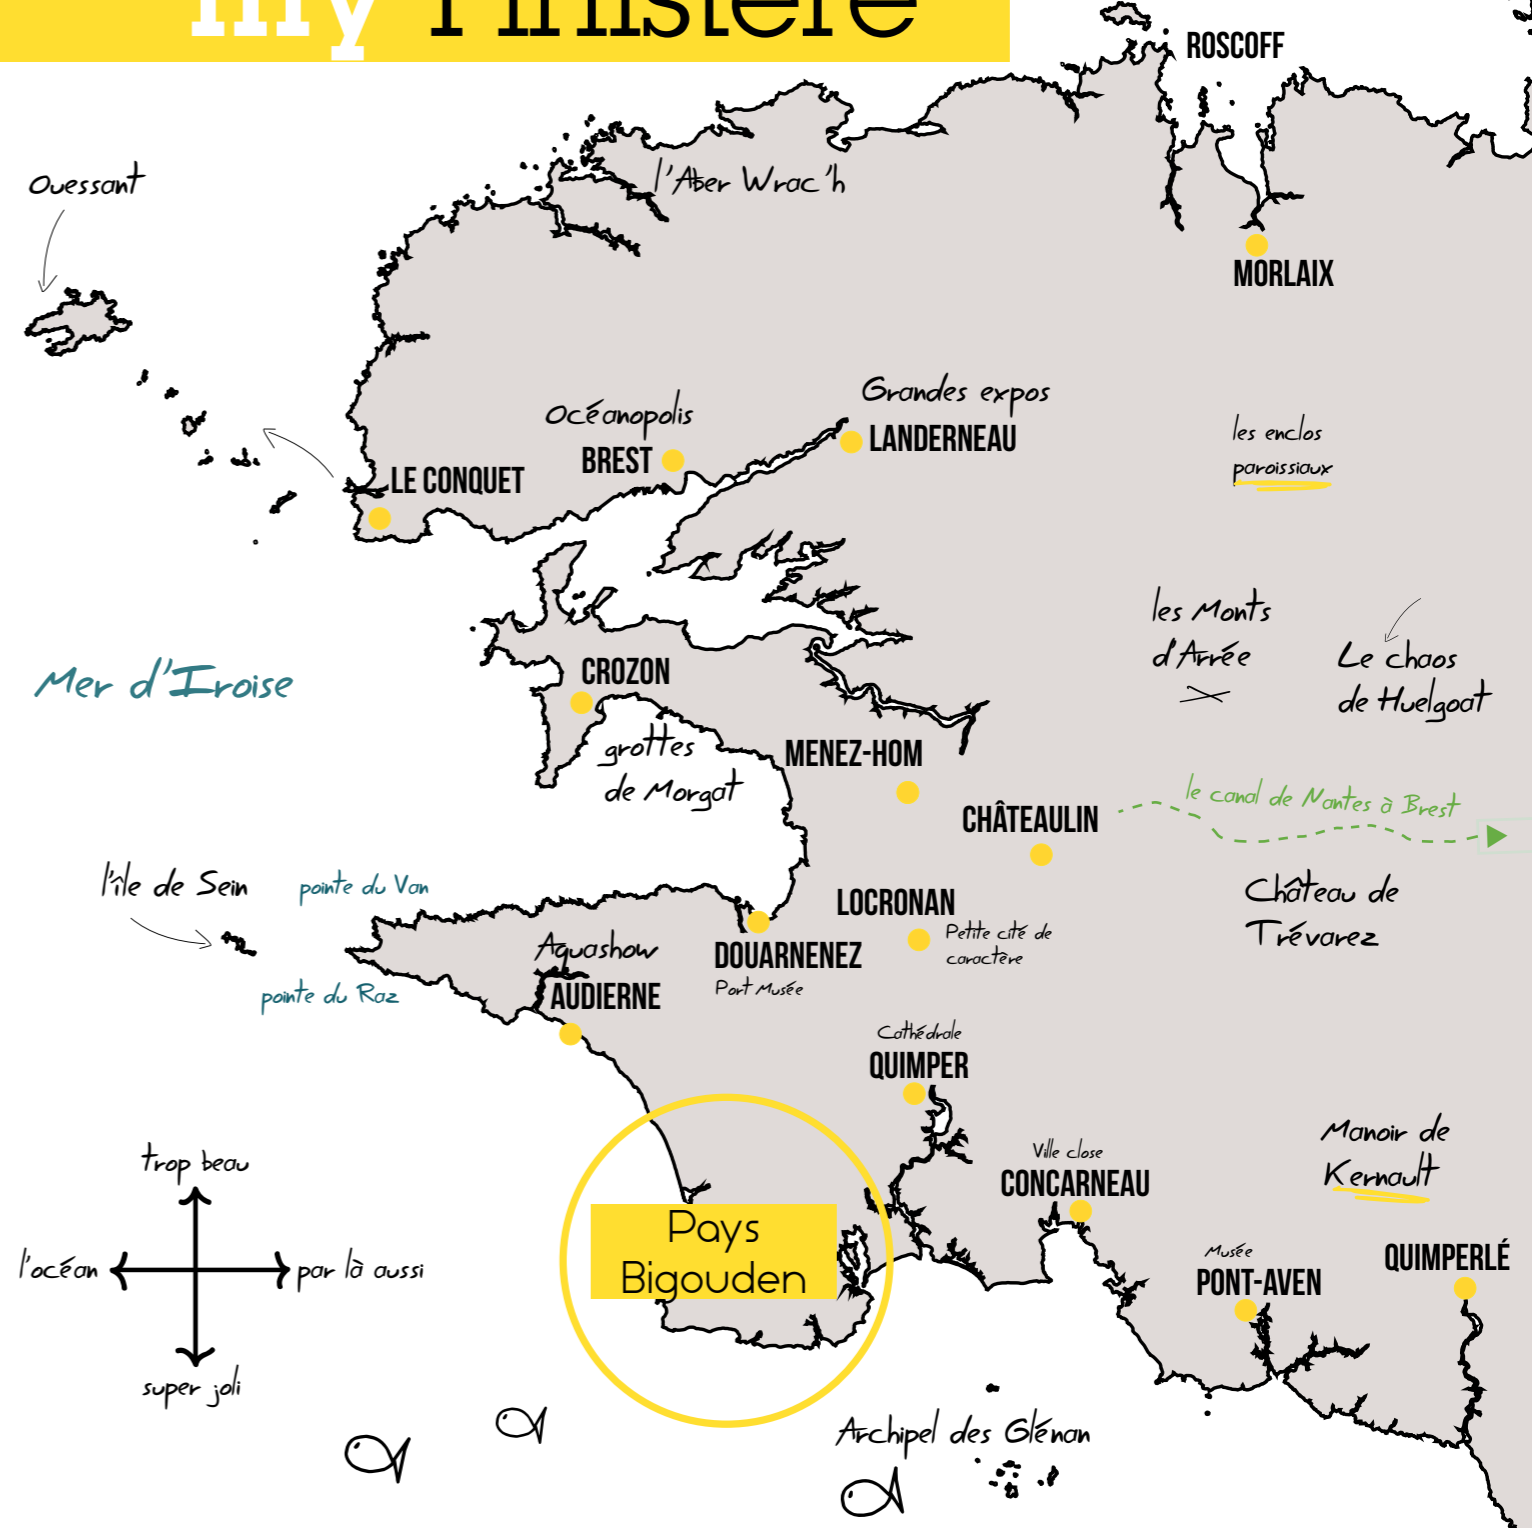 my Finistère
ROSCOFF
Ouessant
l'Aber Wrac'h
MORLAIX
Grandes expos
LANDERNEAU
Océanopolis
BREST
les enclos
paroissiaux
LE CONQUET
les Monts
d'Arrée
Le chaos
de Huelgoat
Mer d'Iroise
CROZON
grottes
de Morgat
MENEZ-HOM
CHÂTEAULIN
le canal de Nantes à Brest
l'île de Sein
pointe du Van
Château de
Trévarez
LOCRONAN
Petite cité de
caractère
Aquashow
AUDIERNE
DOUARNENEZ
Port Musée
pointe du Raz
Cathédrale
QUIMPER
Manoir de
Kernault
Ville close
CONCARNEAU
trop beau
l'océan
par là aussi
super joli
Pays
Bigouden
Musée
PONT-AVEN
QUIMPERLÉ
Archipel des Glénan